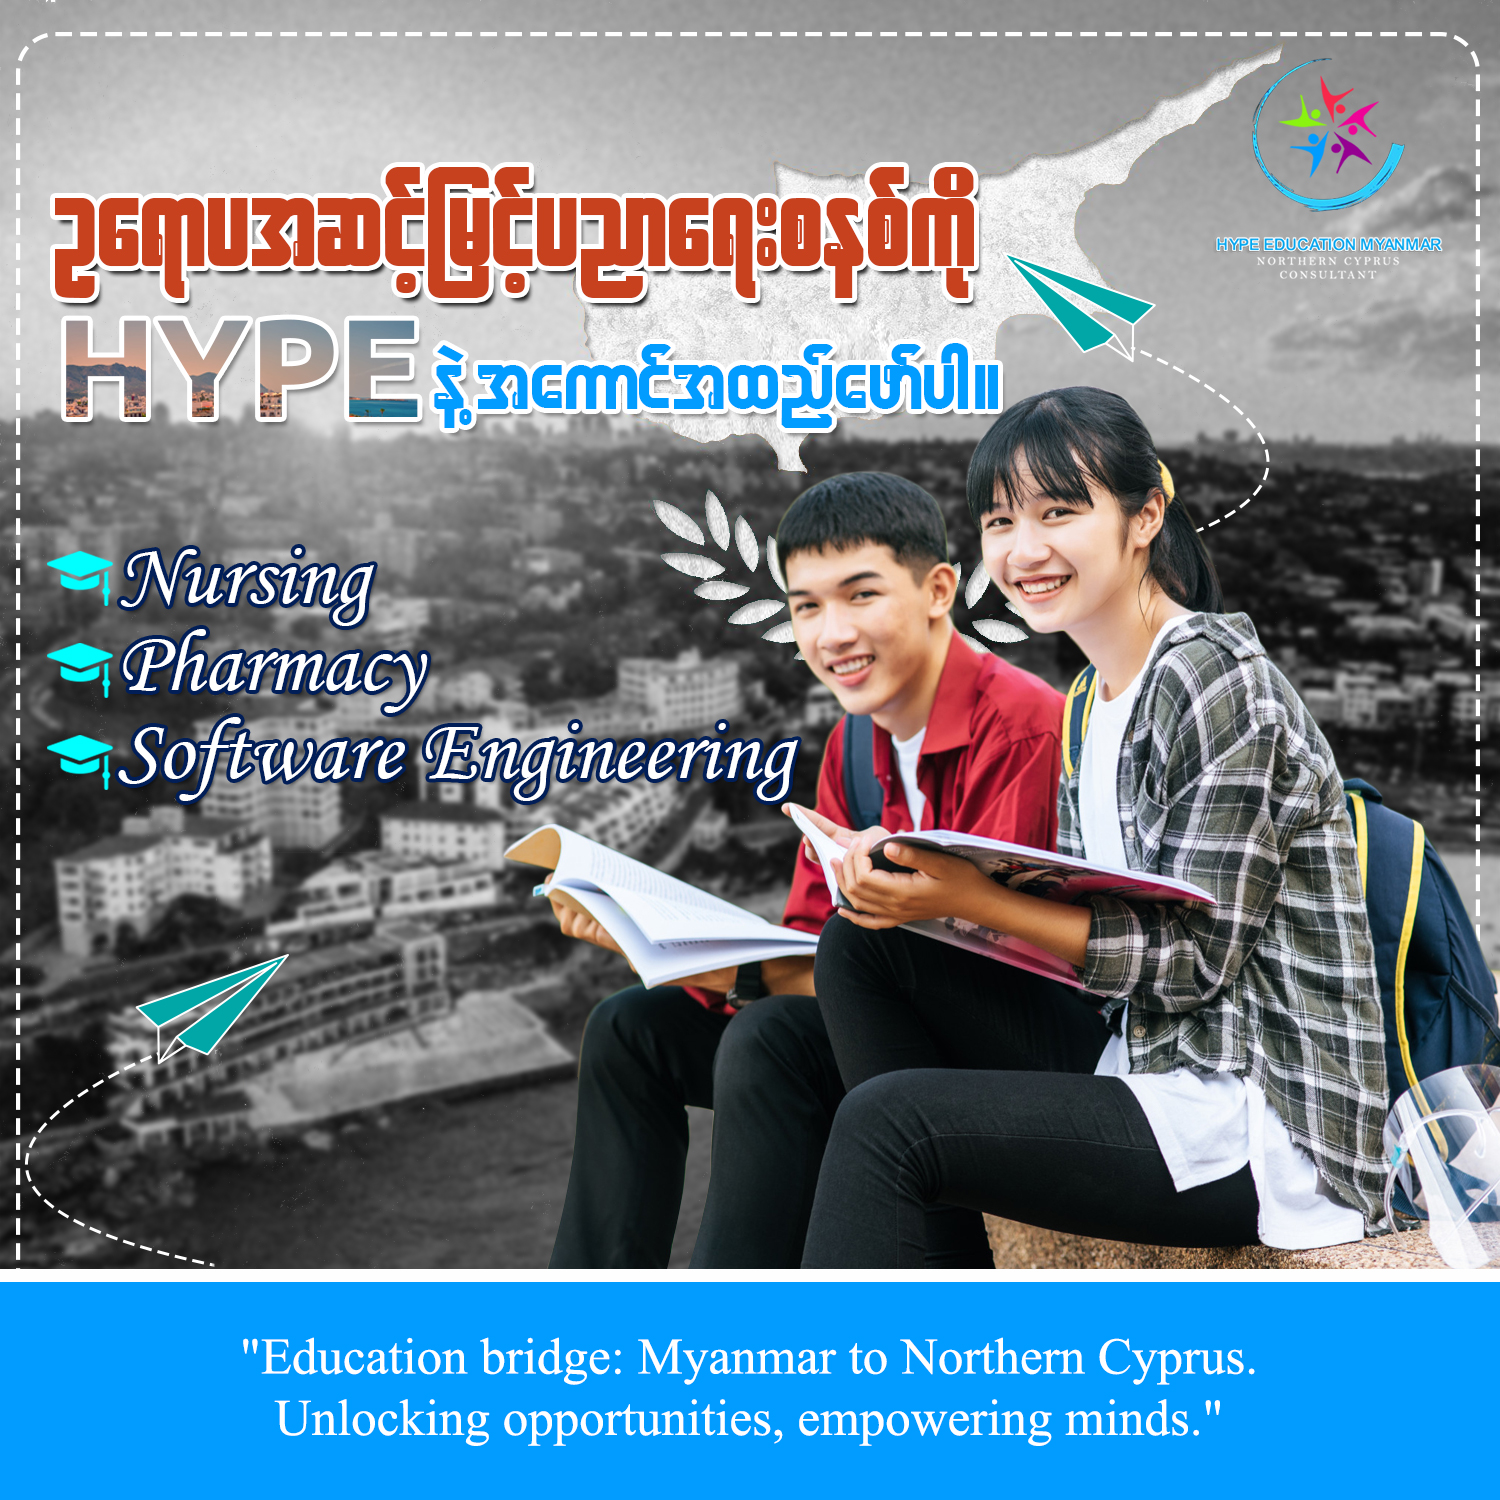 ဥရောပအဆင့်မြင့်ပညာရေးစနစ်ကို
HYPE နဲ့ အကောင်အထည်ဖော်ပါ။
HYPE EDUCATION MYANMAR
NORTHERN CYPRUS
CONSULTANT
Nursing
Pharmacy
Software Engineering
"Education bridge: Myanmar to Northern Cyprus.
Unlocking opportunities, empowering minds."